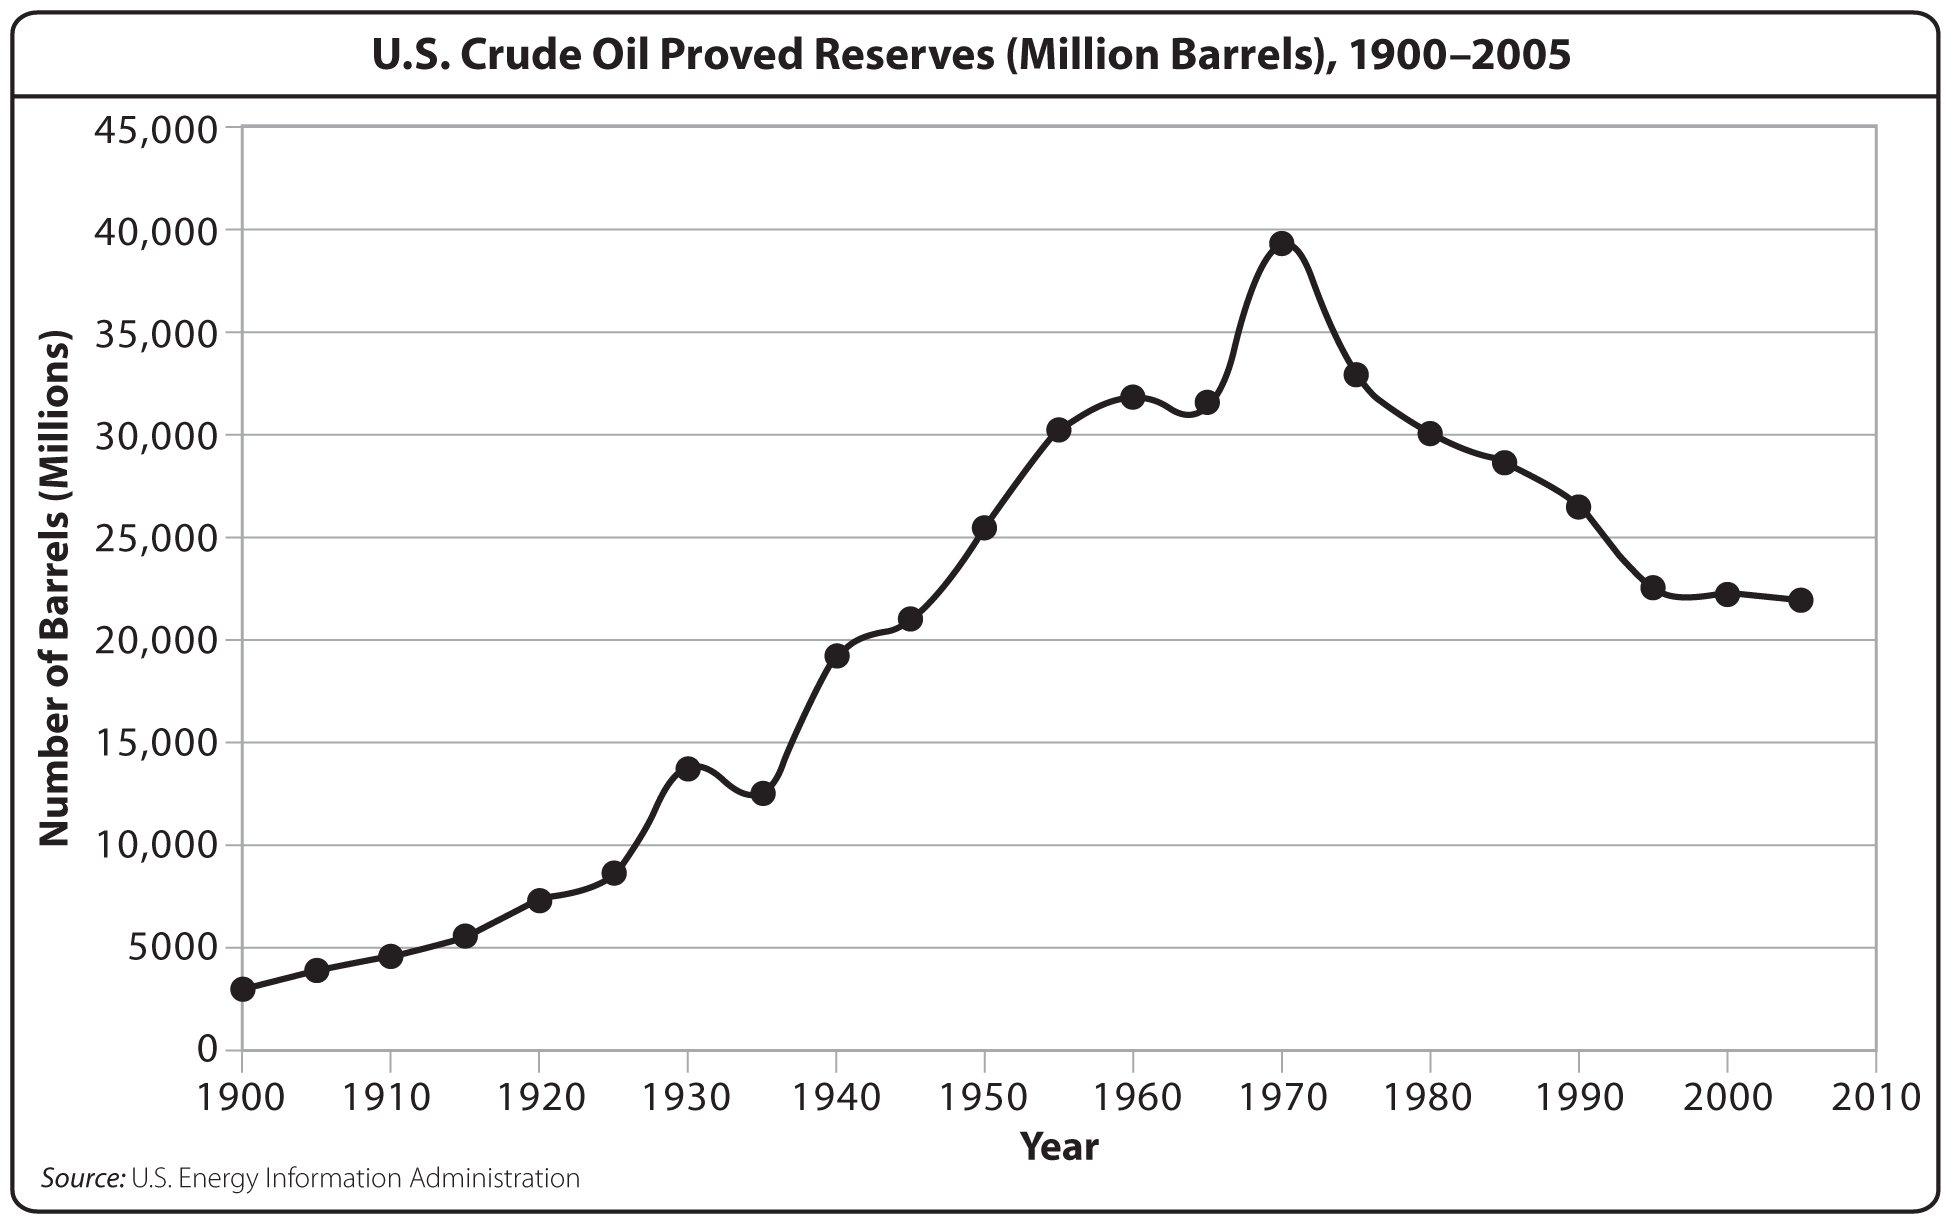 U.S. Crude Oil Proved Reserves (Million Barrels), 1900–2005
Number of Barrels (Millions)
45,000
40,000
35,000
30,000
25,000
20,000
15,000
10,000
5000
0
1900 1910 1920 1930 1940 1950 1960 1970 1980 1990 2000 2010
Year
Source: U.S. Energy Information Administration